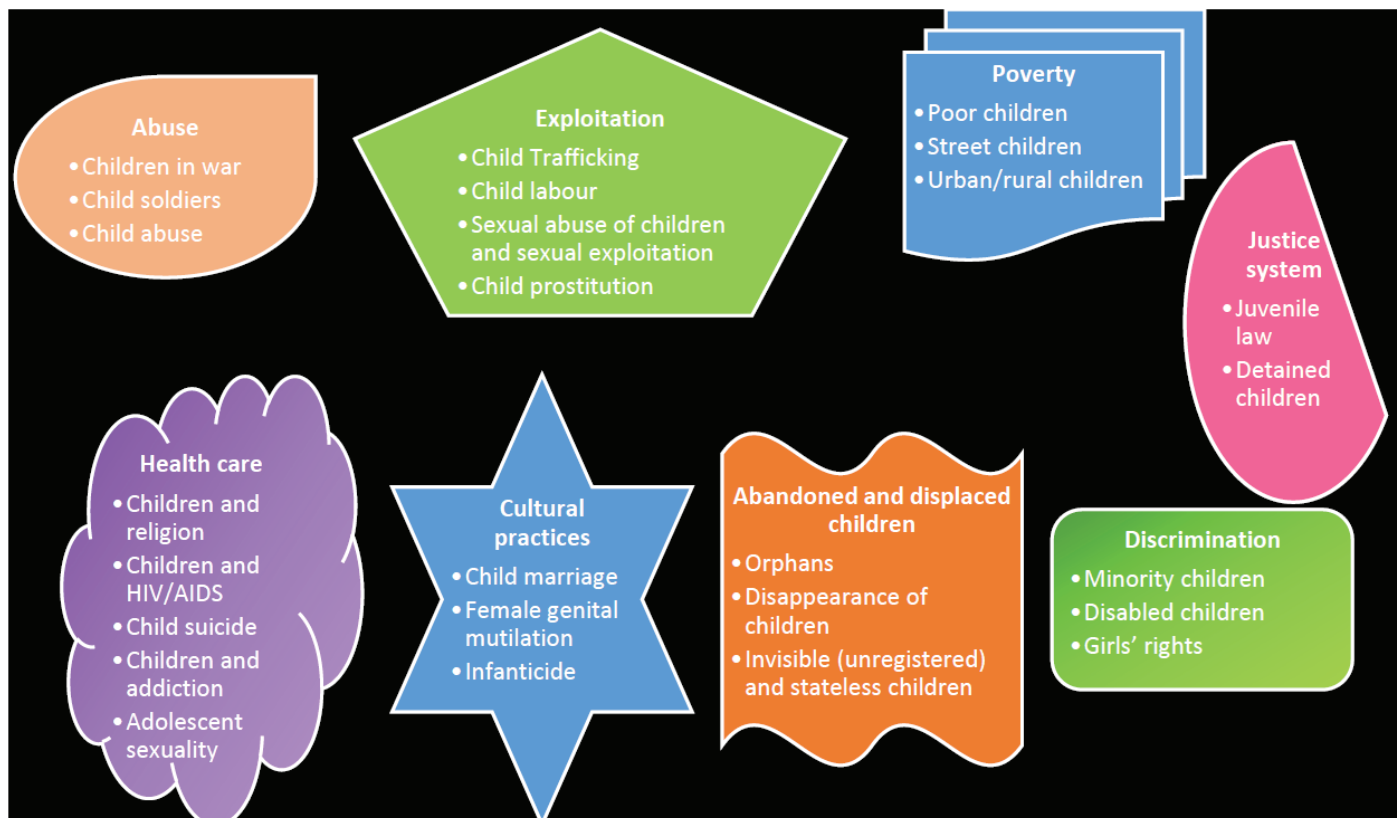 Abuse
•Children in war
•Child soldiers
•Child abuse
Exploitation
•Child Trafficking
•Child labour
•Sexual abuse of children
and sexual exploitation
•Child prostitution
Poverty
•Poor children
•Street children
•Urban/rural children
Justice
system
•Juvenile
law
•Detained
children
Health care
•Children and
religion
•Children and
HIV/AIDS
•Child suicide
•Children and
addiction
•Adolescent
sexuality
Cultural
practices
•Child marriage
•Female genital
mutilation
•Infanticide
Abandoned and displaced
children
•Orphans
•Disappearance of
children
•Invisible (unregistered)
and stateless children
Discrimination
•Minority children
•Disabled children
•Girls’ rights